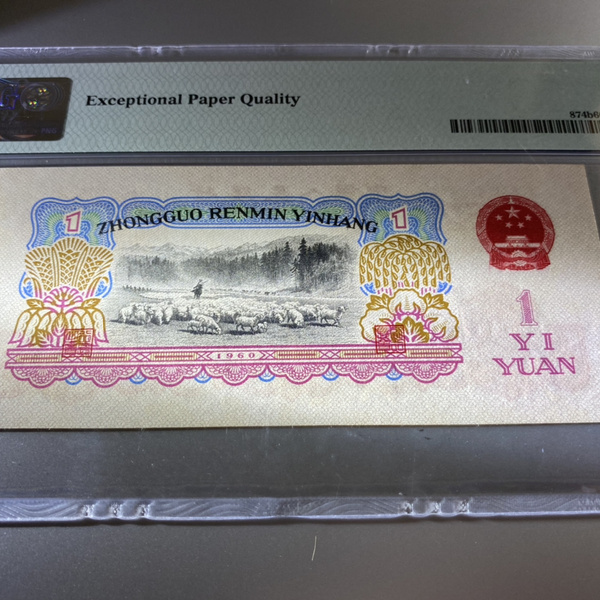 Exceptional Paper Quality
1 ZHONGGUO RENMIN YINHANG 1
1960
1
YI
YUAN